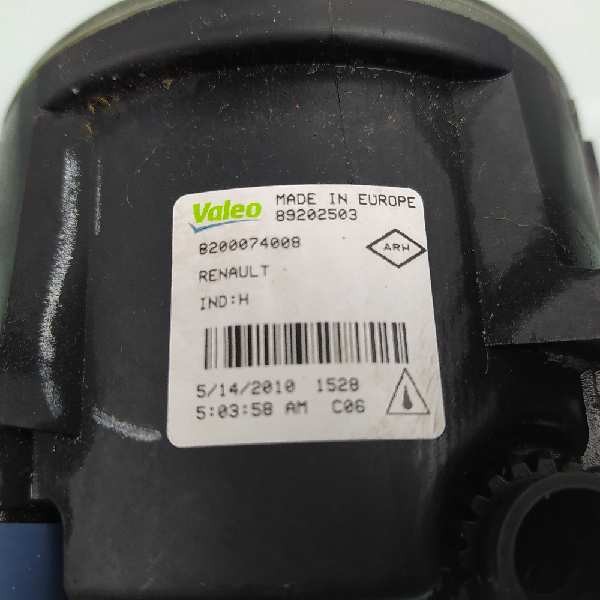 Valeo MADE IN EUROPE
89202503
8200074008
ARH
RENAULT
IND:H
5/14/2010 1528
5:03:58 AM C06